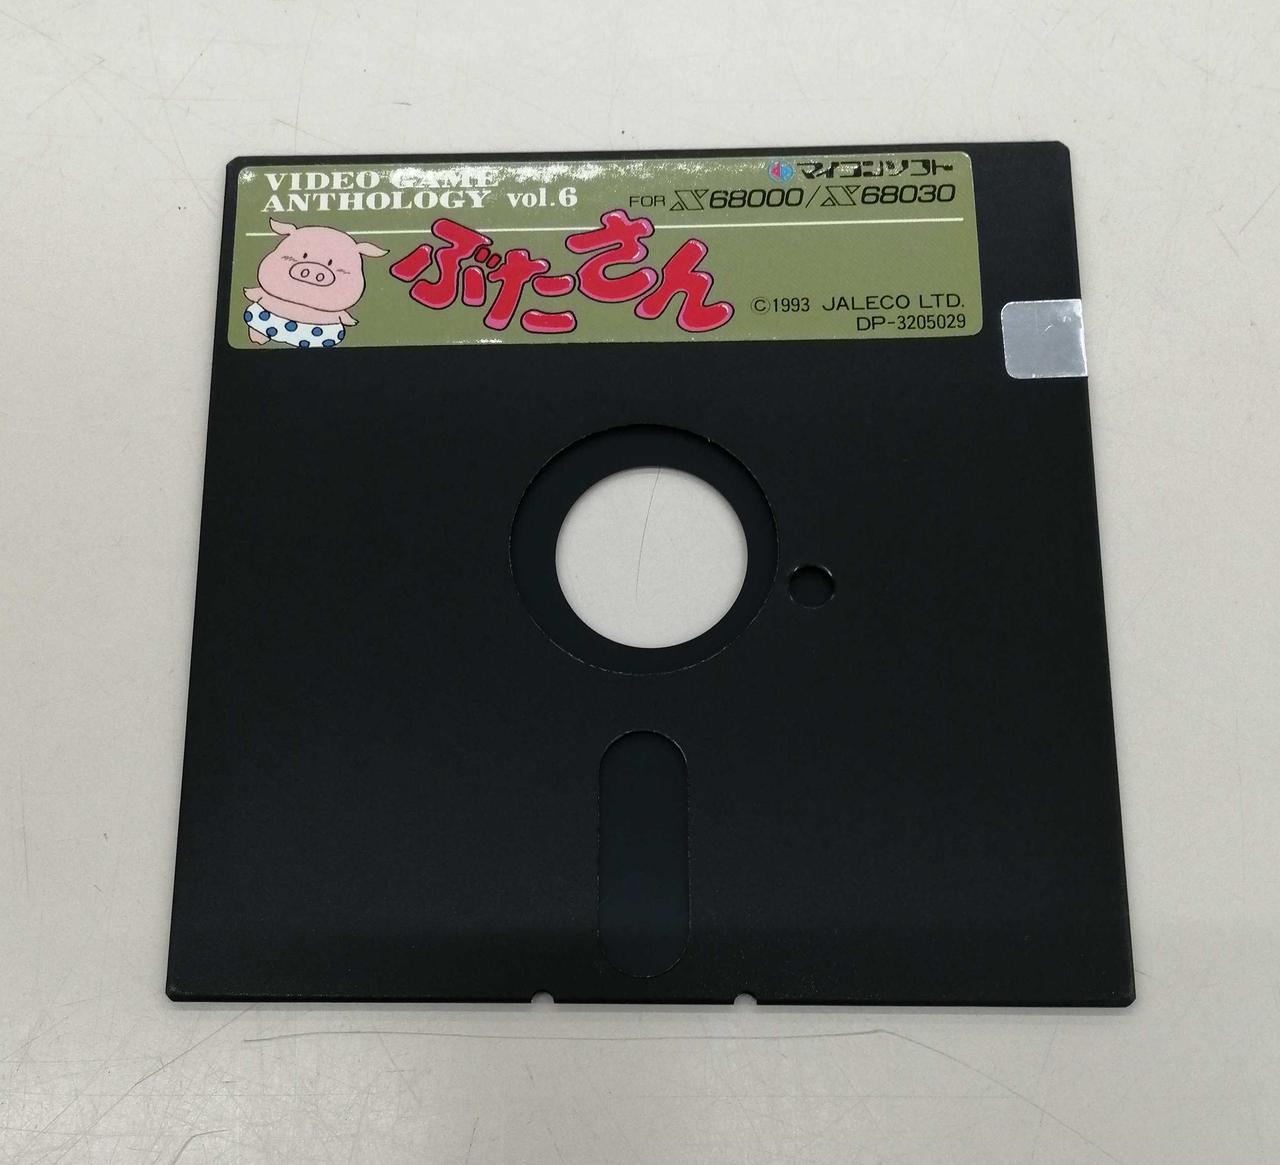 マイコンソフト
VIDEO GAME
ANTHOLOGY vol.6
FOR X68000/X68030
ぶたさん
©1993 JALECO LTD.
DP-3205029